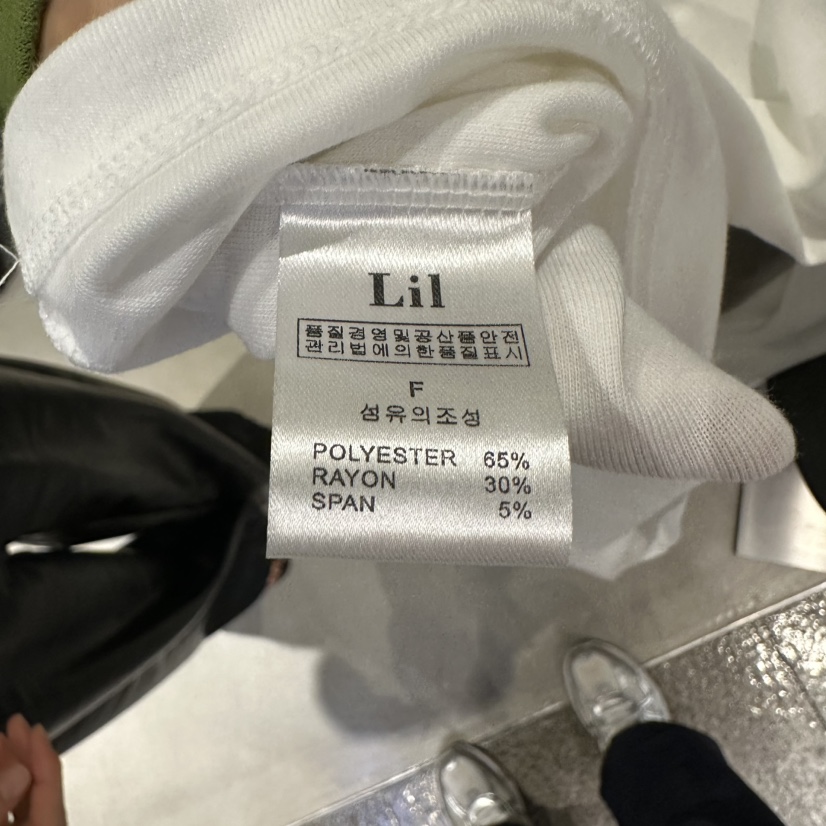 Lil
품질경영및공산품안전
관리법에의한품질표시
F
섬유의조성
POLYESTER 65%
RAYON 30%
SPAN 5%